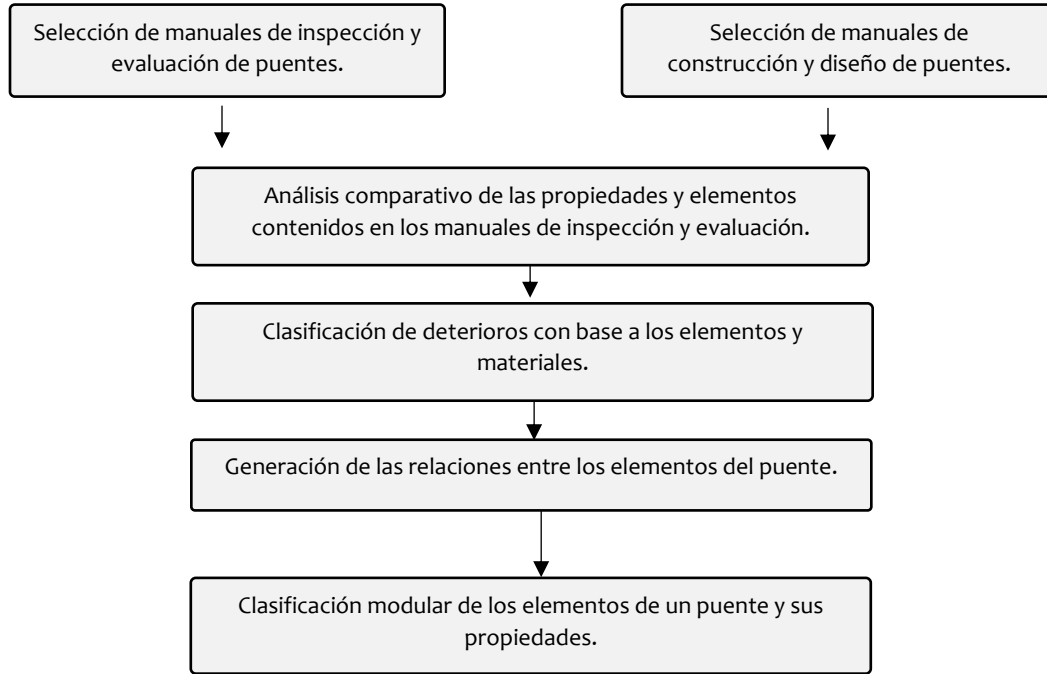 Selección de manuales de inspección y
evaluación de puentes.
Selección de manuales de
construcción y diseño de puentes.
Análisis comparativo de las propiedades y elementos
contenidos en los manuales de inspección y evaluación.
Clasificación de deterioros con base a los elementos y
materiales.
Generación de las relaciones entre los elementos del puente.
Clasificación modular de los elementos de un puente y sus
propiedades.